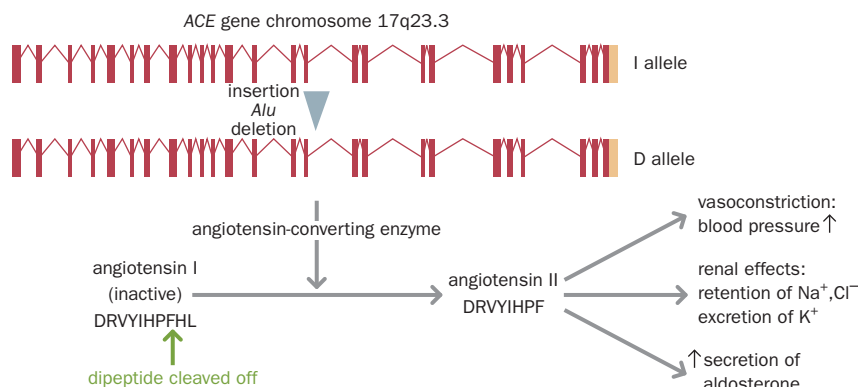 ACE gene chromosome 17q23.3
I allele
insertion
Alu
deletion
D allele
angiotensin-converting enzyme
angiotensin I
(inactive)
DRVYIHPFHL
dipeptide cleaved off
angiotensin II
DRVYIHPF
vasoconstriction:
blood pressure ↑
renal effects:
retention of Na⁺,Cl⁻
excretion of K⁺
↑ secretion of
aldosterone